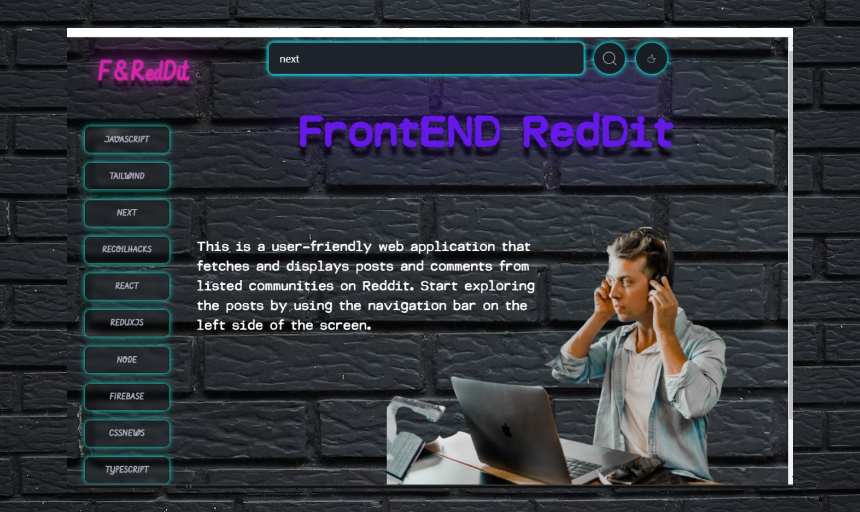 F&RedDit
next
FrontEND RedDit
JAVASCRIPT
TAILWIND
NEXT
RECOILHACKS
REACT
REDUXJS
NODE
FIREBASE
CSSNEWS
TYPESCRIPT
This is a user-friendly web application that
fetches and displays posts and comments from
listed communities on Reddit. Start exploring
the posts by using the navigation bar on the
left side of the screen.